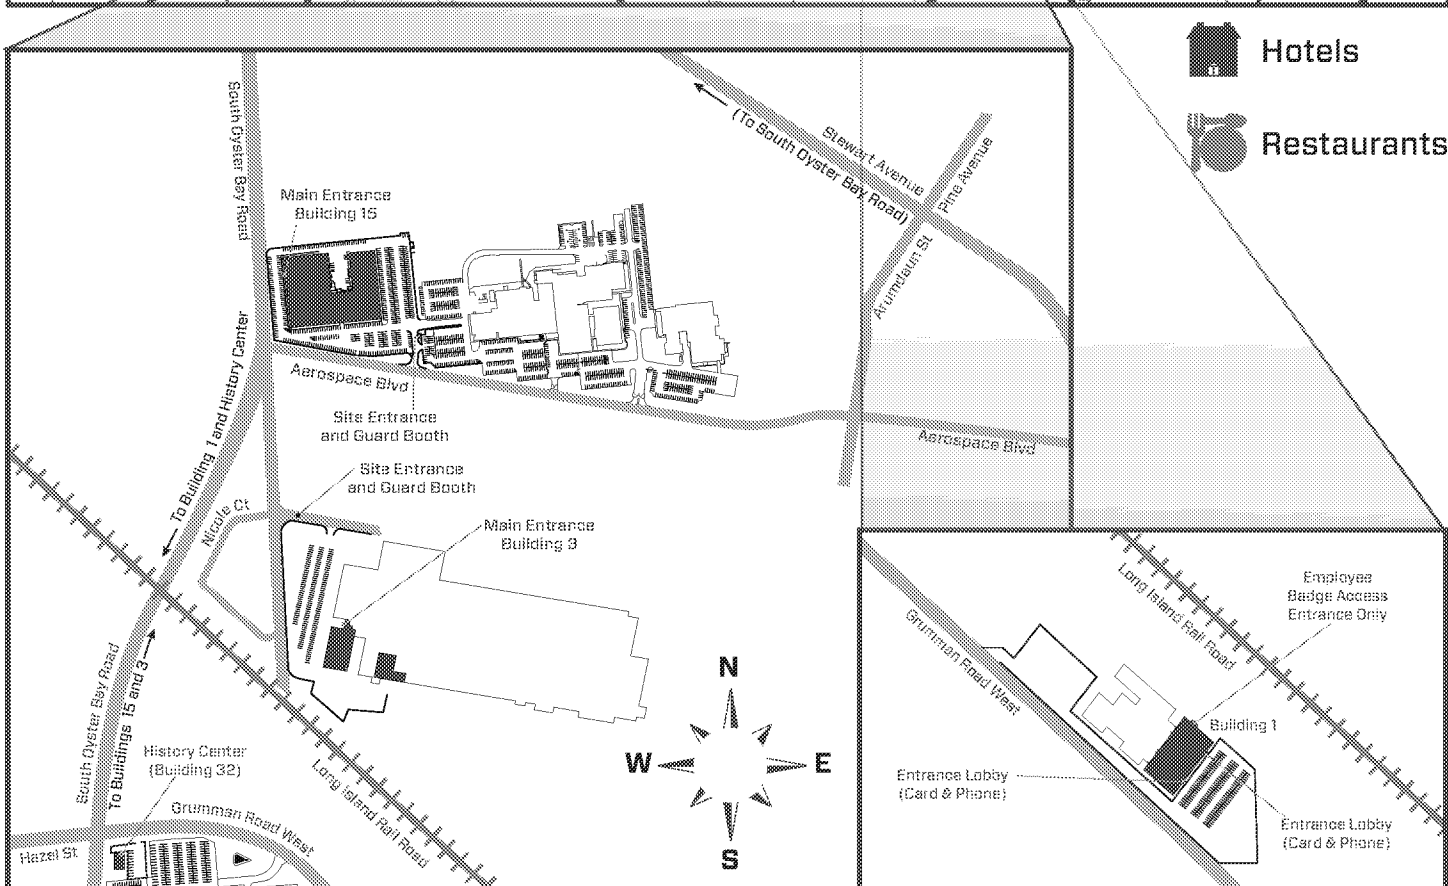 Hotels
Restaurants
South Oyster Bay Road
Main Entrance
Building 15
(To South Oyster Bay Road)
Stewart Avenue
Pine Avenue
Arumdaun St
To Building 1 and History Center
Aerospace Blvd
Site Entrance
and Guard Booth
Aerospace Blvd
Site Entrance
and Guard Booth
Nicole Ct
Main Entrance
Building 3
South Oyster Bay Road
To Buildings 15 and 3
History Center
(Building 32)
Grumman Road West
Hazel St
Long Island Rail Road
N
W
E
S
Long Island Rail Road
Employee
Badge Access
Entrance Only
Grumman Road West
Building 1
Entrance Lobby
(Card & Phone)
Entrance Lobby
(Card & Phone)